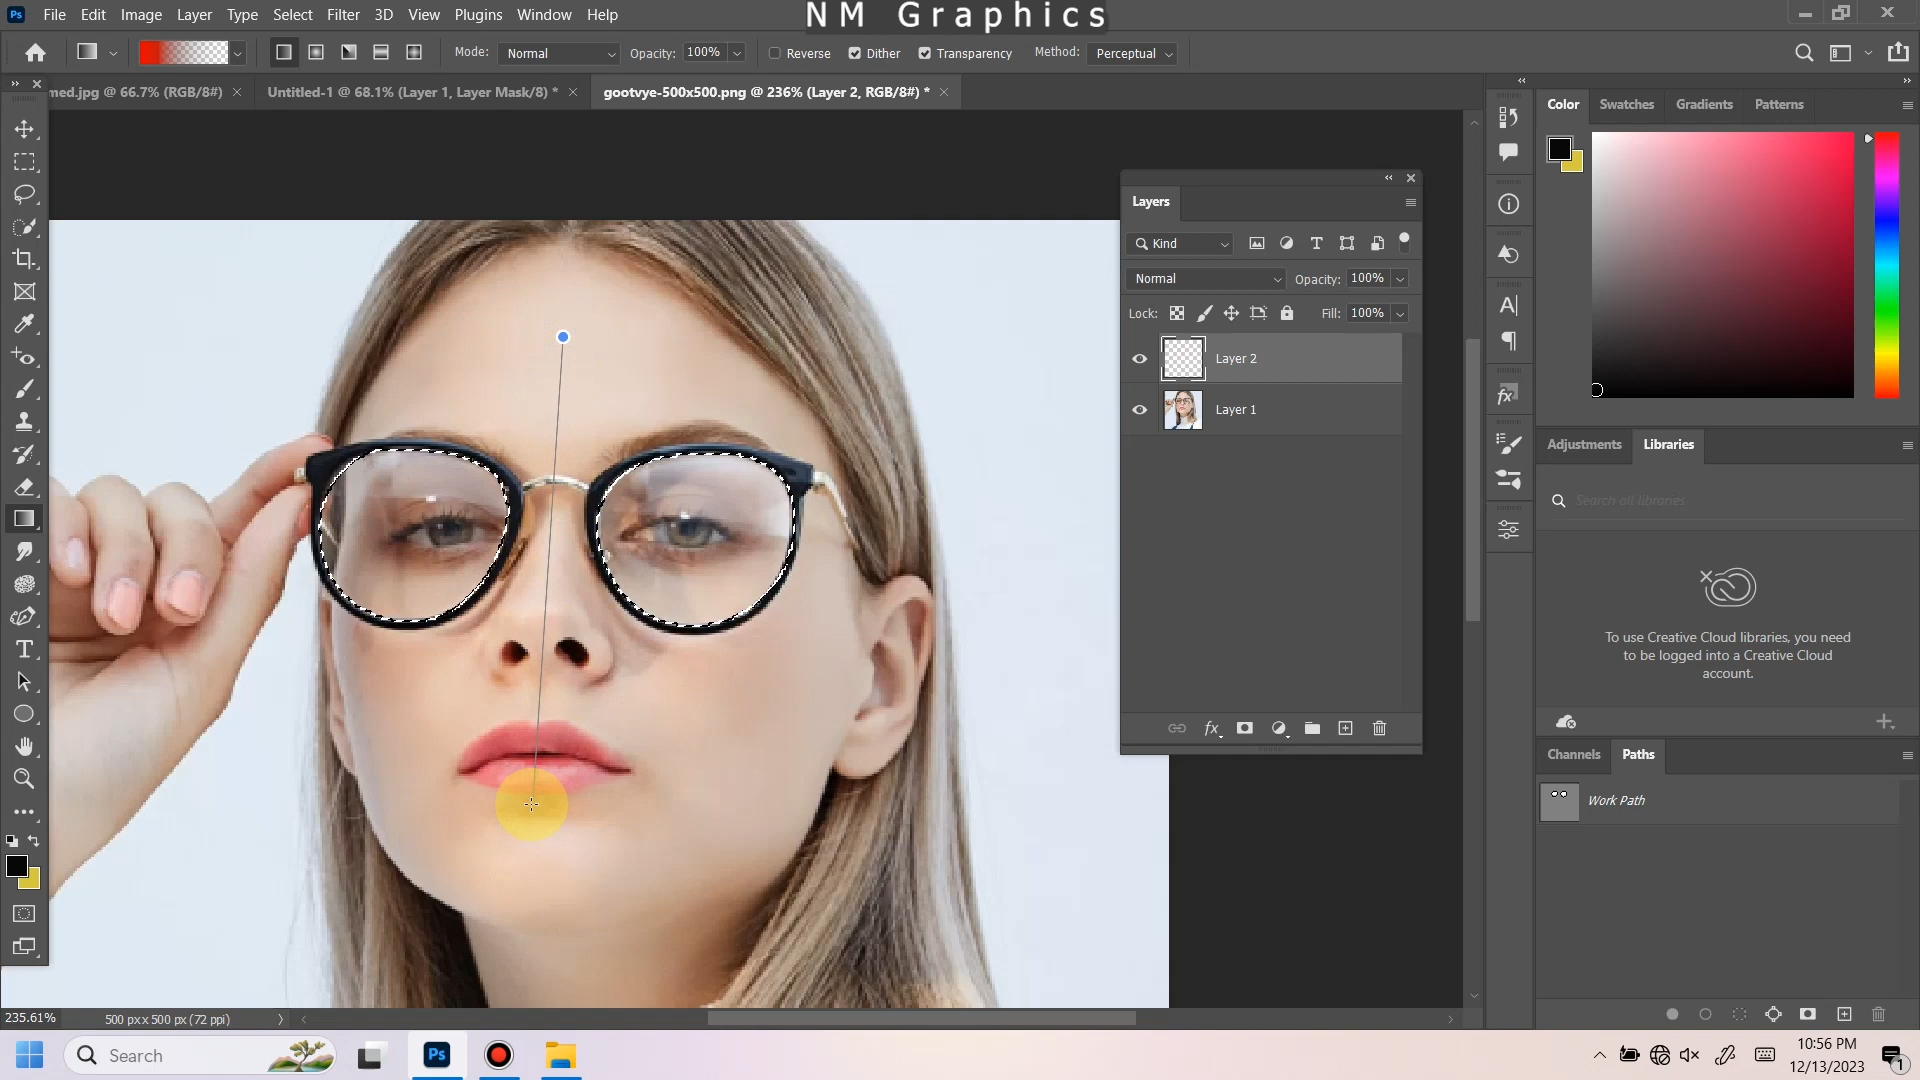 NM Graphics
Ps File Edit Image Layer Type Select Filter 3D View Plugins Window Help
Mode: Normal Opacity: 100% Reverse Dither Transparency Method: Perceptual
med.jpg @ 66.7% (RGB/8#) Untitled-1 @ 68.1% (Layer 1, Layer Mask/8) * gootvye-500x500.png @ 236% (Layer 2, RGB/8#) *
Color Swatches Gradients Patterns
Layers
Kind
Normal Opacity: 100%
Lock: Fill: 100%
Layer 2
Layer 1
fx
Adjustments Libraries
Search all libraries
To use Creative Cloud libraries, you need
to be logged into a Creative Cloud
account.
Channels Paths
Work Path
235.61% 500 px x 500 px (72 ppi)
Search
Ps
10:56 PM
12/13/2023
1